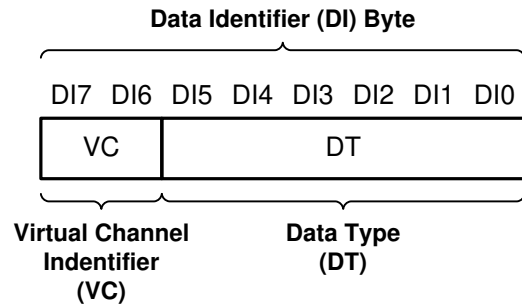 Data Identifier (DI) Byte
DI7 DI6 DI5 DI4 DI3 DI2 DI1 DI0
VC DT
Virtual Channel
Indentifier
(VC)
Data Type
(DT)